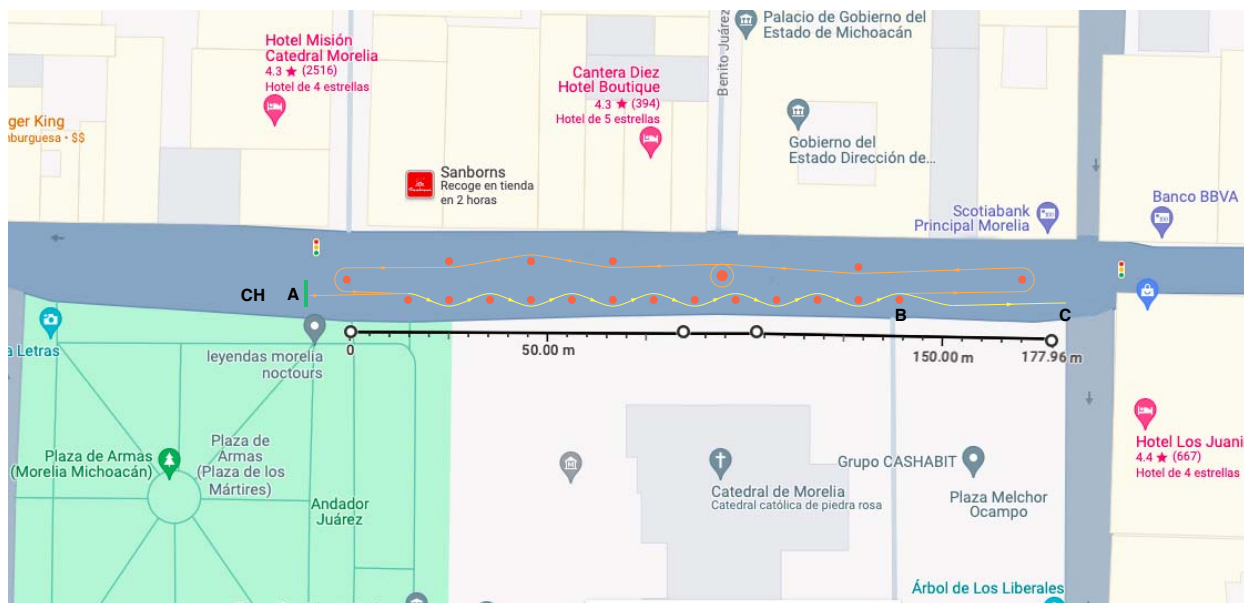 Palacio de Gobierno del
Estado de Michoacán
Benito Juárez
Hotel Misión
Catedral Morelia
4.3 ★ (2516)
Hotel de 4 estrellas
Cantera Diez
Hotel Boutique
4.3 ★ (394)
Hotel de 5 estrellas
ger King
nburguesa • $$
Gobierno del
Estado Dirección de...
Sanborns
Recoge en tienda
en 2 horas
Scotiabank
Principal Morelia
Banco BBVA
CH
A
B
C
a Letras
leyendas morelia
noctours
0
50.00 m
150.00 m
177.96 m
Plaza de Armas
(Morelia Michoacán)
Plaza de
Armas
(Plaza de los
Mártires)
Andador
Juárez
Catedral de Morelia
Catedral católica de piedra rosa
Grupo CASHABIT
Plaza Melchor
Ocampo
Hotel Los Juani
4.4 ★ (667)
Hotel de 4 estrellas
Árbol de Los Liberales